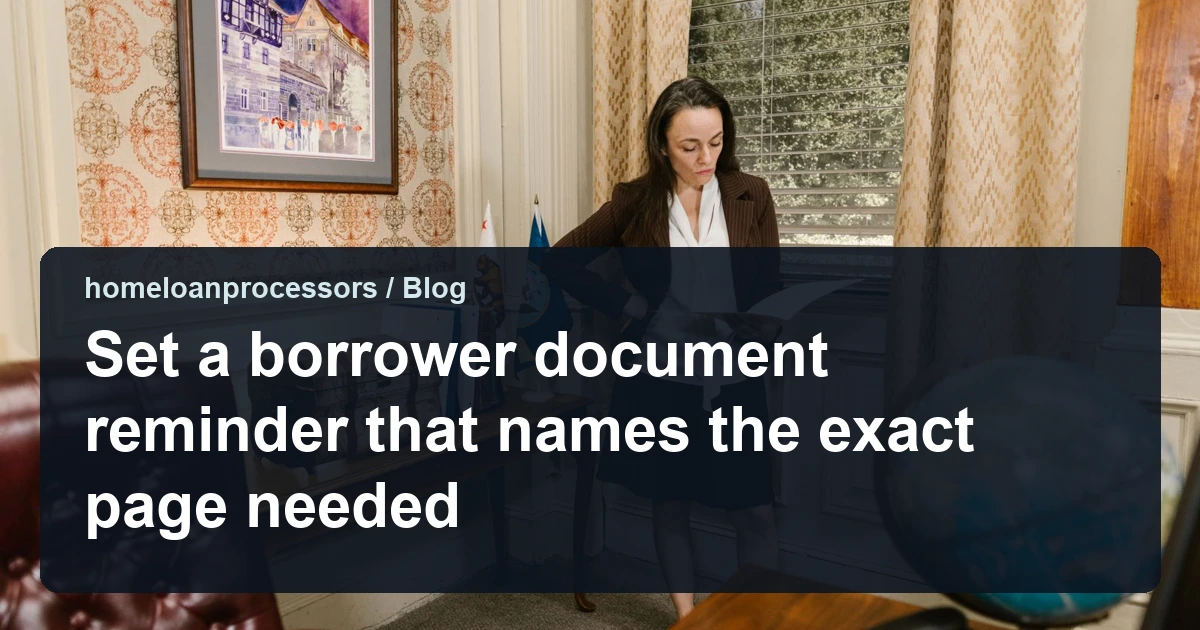 homeloanprocessors / Blog
Set a borrower document
reminder that names the exact
page needed